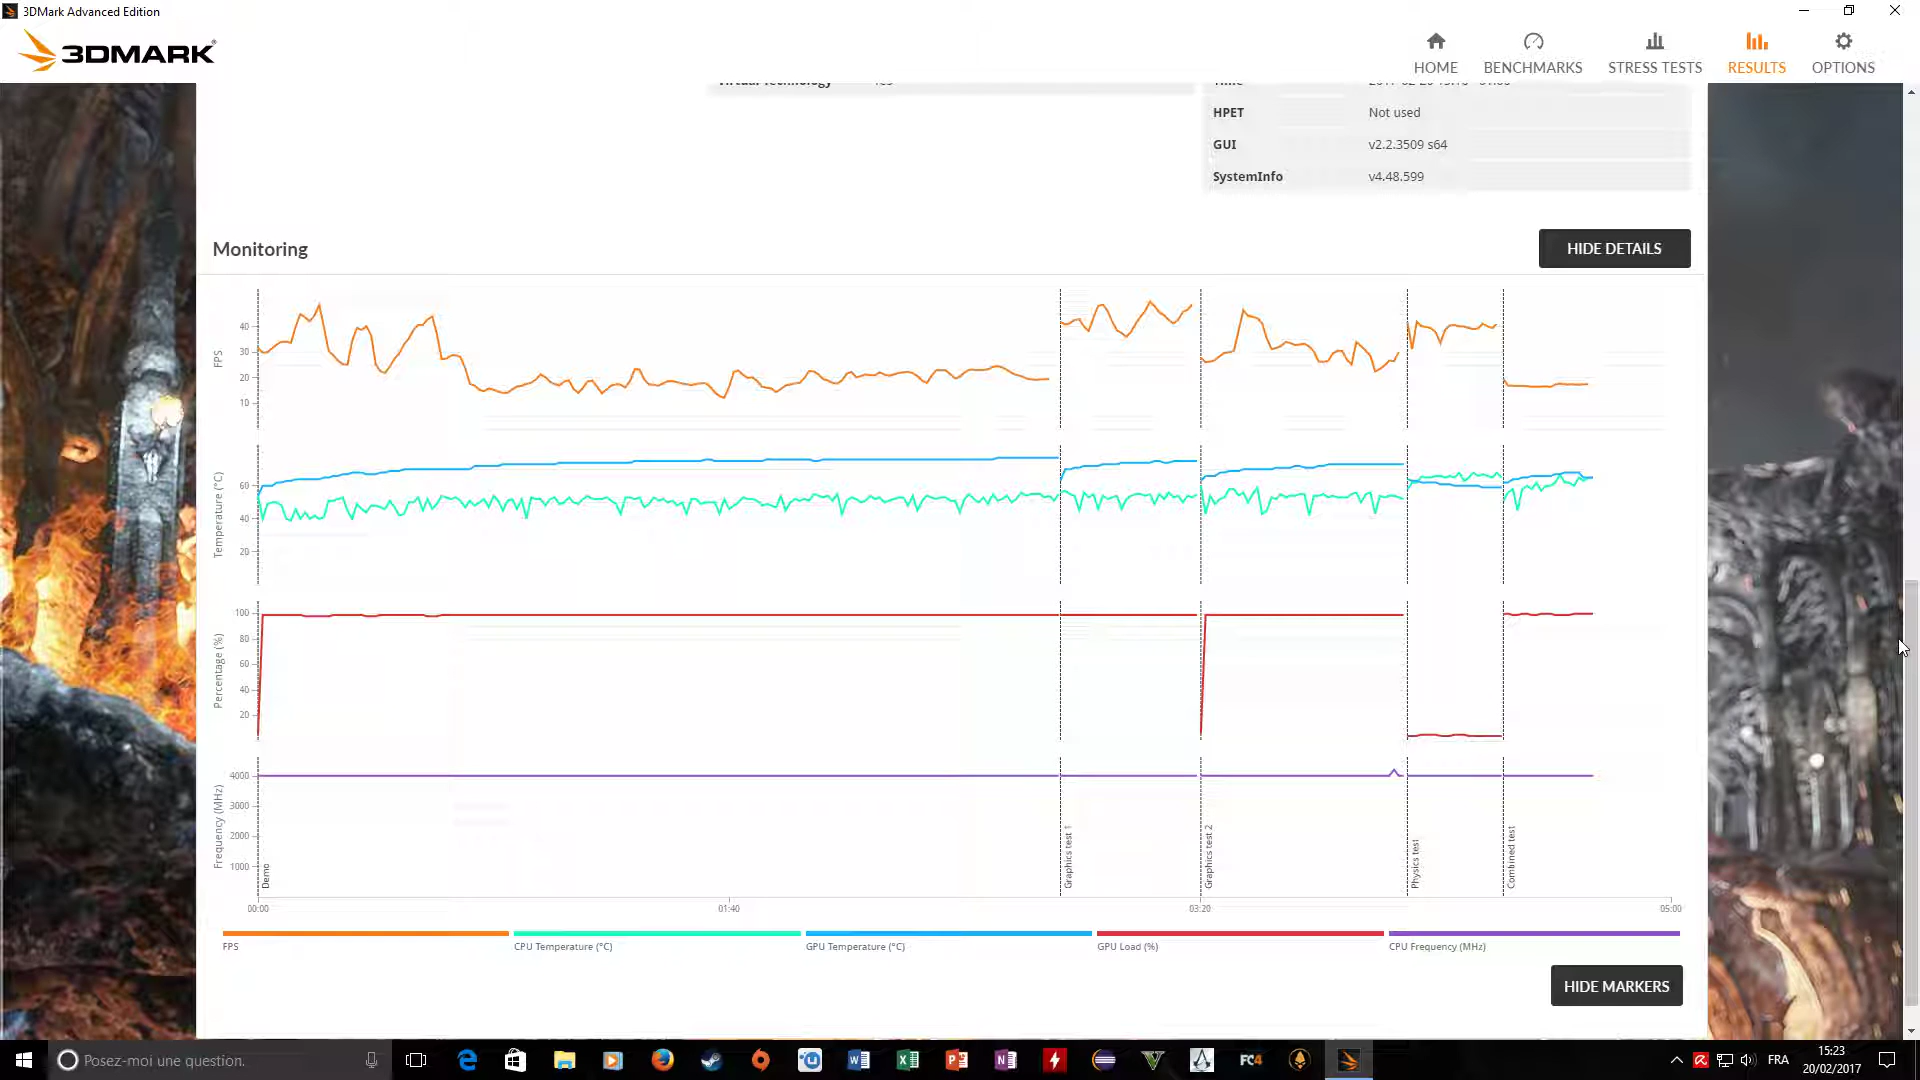 3DMark Advanced Edition
3DMARK
HOME
BENCHMARKS
STRESS TESTS
RESULTS
OPTIONS
HPET Not used
GUI v2.2.3509 s64
SystemInfo v4.48.599
Monitoring
HIDE DETAILS
FPS
40
30
20
10
Temperature (°C)
60
40
20
Percentage (%)
100
80
60
40
20
Frequency (MHz)
4000
3000
2000
1000
Demo
Graphics test 1
Graphics test 2
Physics test
Combined test
00:00
01:40
03:20
05:00
FPS
CPU Temperature (°C)
GPU Temperature (°C)
GPU Load (%)
CPU Frequency (MHz)
HIDE MARKERS
Posez-moi une question.
FC4
FRA
15:23
20/02/2017